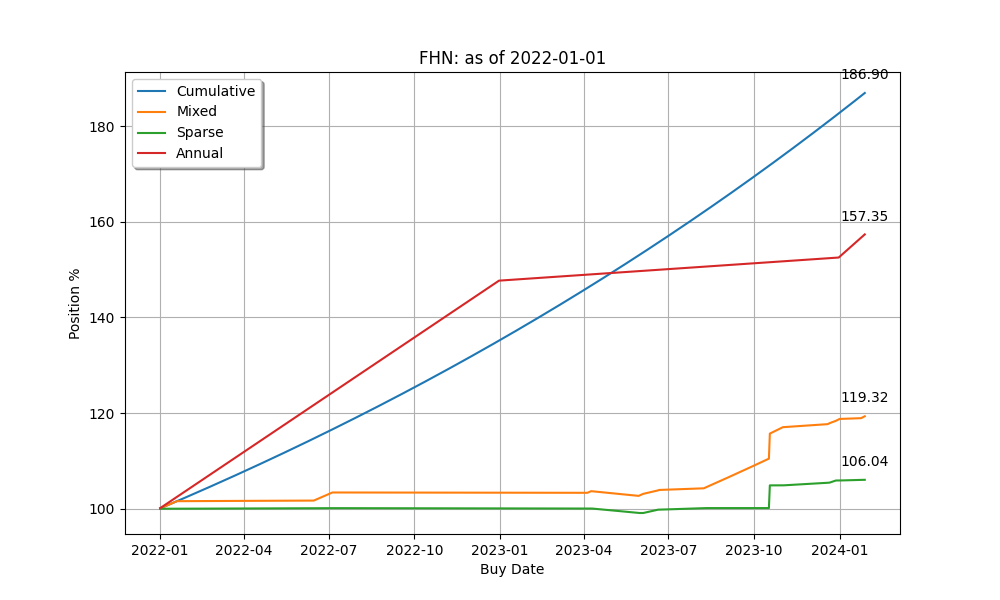 FHN: as of 2022-01-01
186.90
Cumulative
Mixed
Sparse
Annual
180
160
157.35
140
120
119.32
106.04
100
Position %
2022-01 2022-04 2022-07 2022-10 2023-01 2023-04 2023-07 2023-10 2024-01
Buy Date